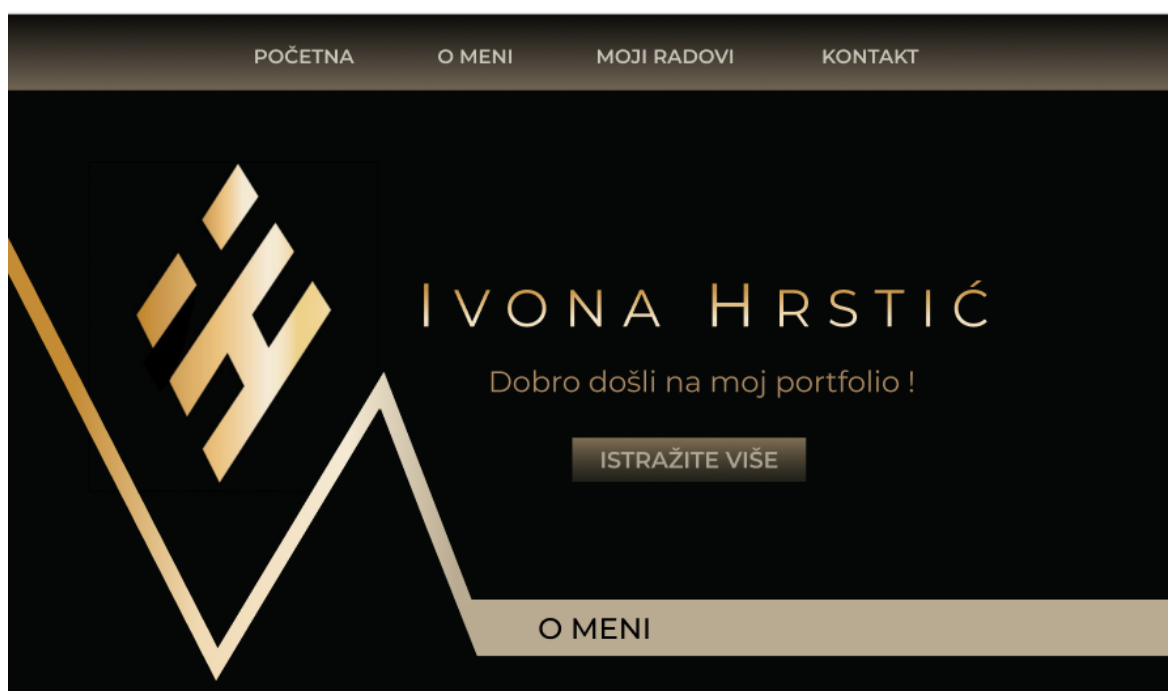 POČETNA O MENI MOJI RADOVI KONTAKT
IVONA HRSTIĆ
Dobro došli na moj portfolio !
ISTRAŽITE VIŠE
O MENI